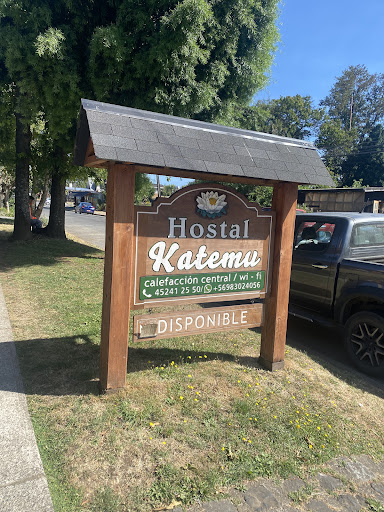 Hostal
Katemu
calefacción central / wi - fi
45241 25 50/ +56983024056
DISPONIBLE